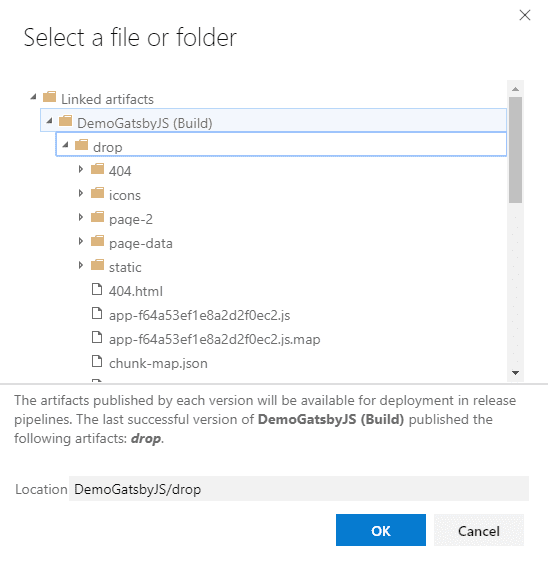 Select a file or folder
Linked artifacts
DemoGatsbyJS (Build)
drop
404
icons
page-2
page-data
static
404.html
app-f64a53ef1e8a2d2f0ec2.js
app-f64a53ef1e8a2d2f0ec2.js.map
chunk-map.json
The artifacts published by each version will be available for deployment in release
pipelines. The last successful version of DemoGatsbyJS (Build) published the
following artifacts: drop.
Location DemoGatsbyJS/drop
OK Cancel